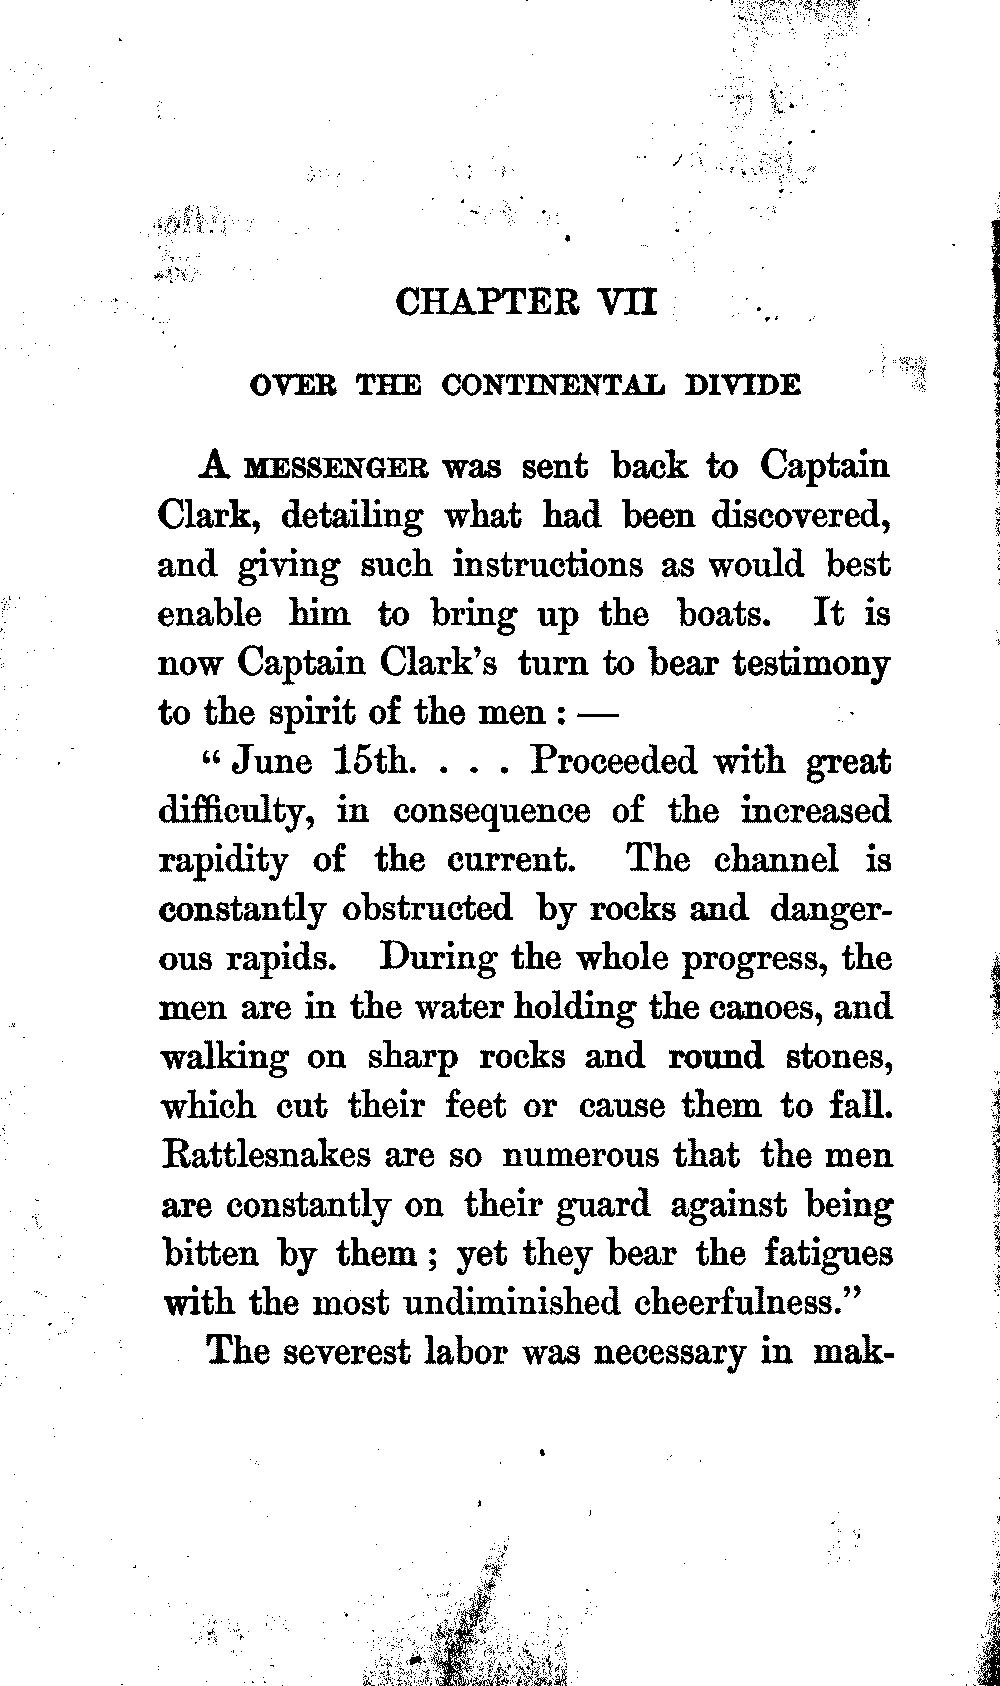 CHAPTER VII
OVER THE CONTINENTAL DIVIDE
A MESSENGER was sent back to Captain
Clark, detailing what had been discovered,
and giving such instructions as would best
enable him to bring up the boats. It is
now Captain Clark's turn to bear testimony
to the spirit of the men : —
“ June 15th. . . . Proceeded with great
difficulty, in consequence of the increased
rapidity of the current. The channel is
constantly obstructed by rocks and danger-
ous rapids. During the whole progress, the
men are in the water holding the canoes, and
walking on sharp rocks and round stones,
which cut their feet or cause them to fall.
Rattlesnakes are so numerous that the men
are constantly on their guard against being
bitten by them ; yet they bear the fatigues
with the most undiminished cheerfulness.”
The severest labor was necessary in mak-